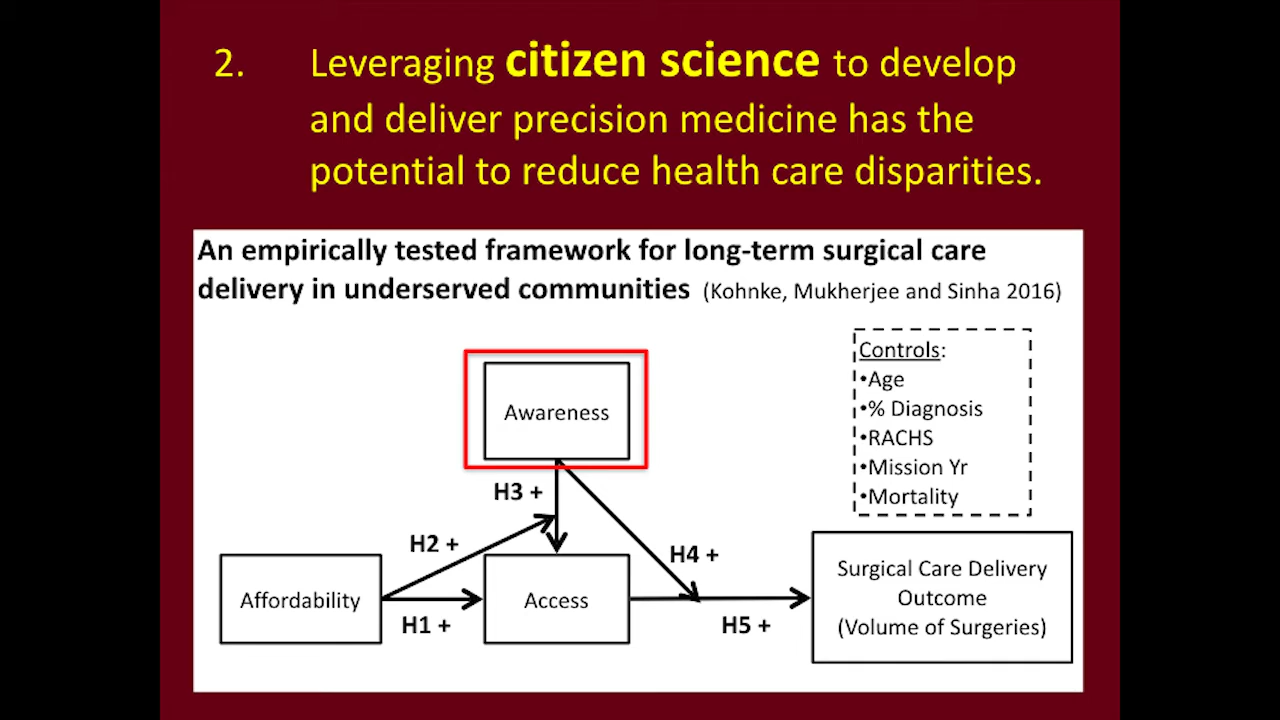 2. Leveraging citizen science to develop
and deliver precision medicine has the
potential to reduce health care disparities.
An empirically tested framework for long-term surgical care
delivery in underserved communities (Kohnke, Mukherjee and Sinha 2016)
Controls:
•Age
•% Diagnosis
•RACHS
•Mission Yr
•Mortality
Awareness
H3 +
H2 +
H4 +
Affordability
Access
H1 +
H5 +
Surgical Care Delivery
Outcome
(Volume of Surgeries)